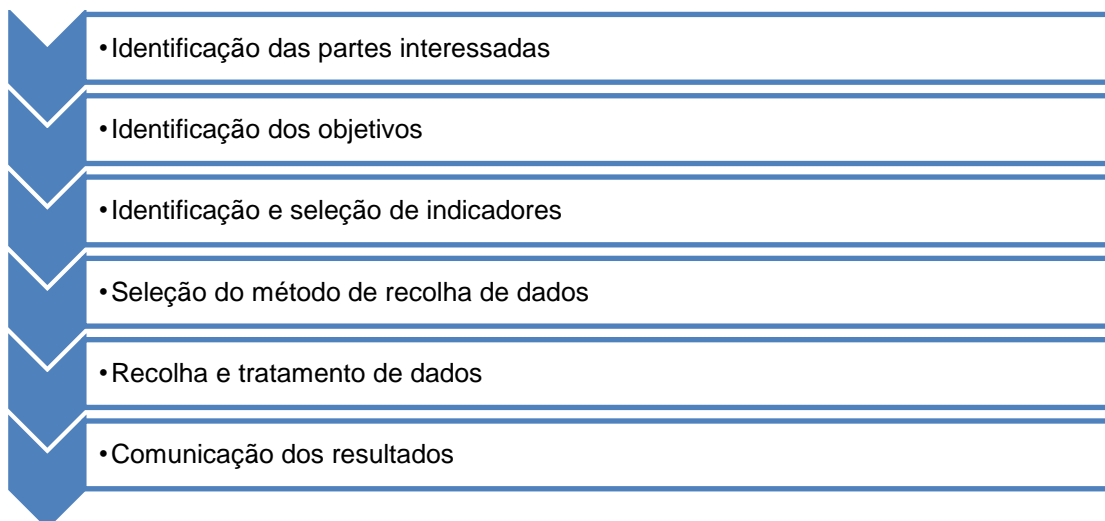 •Identificação das partes interessadas
•Identificação dos objetivos
•Identificação e seleção de indicadores
•Seleção do método de recolha de dados
•Recolha e tratamento de dados
•Comunicação dos resultados